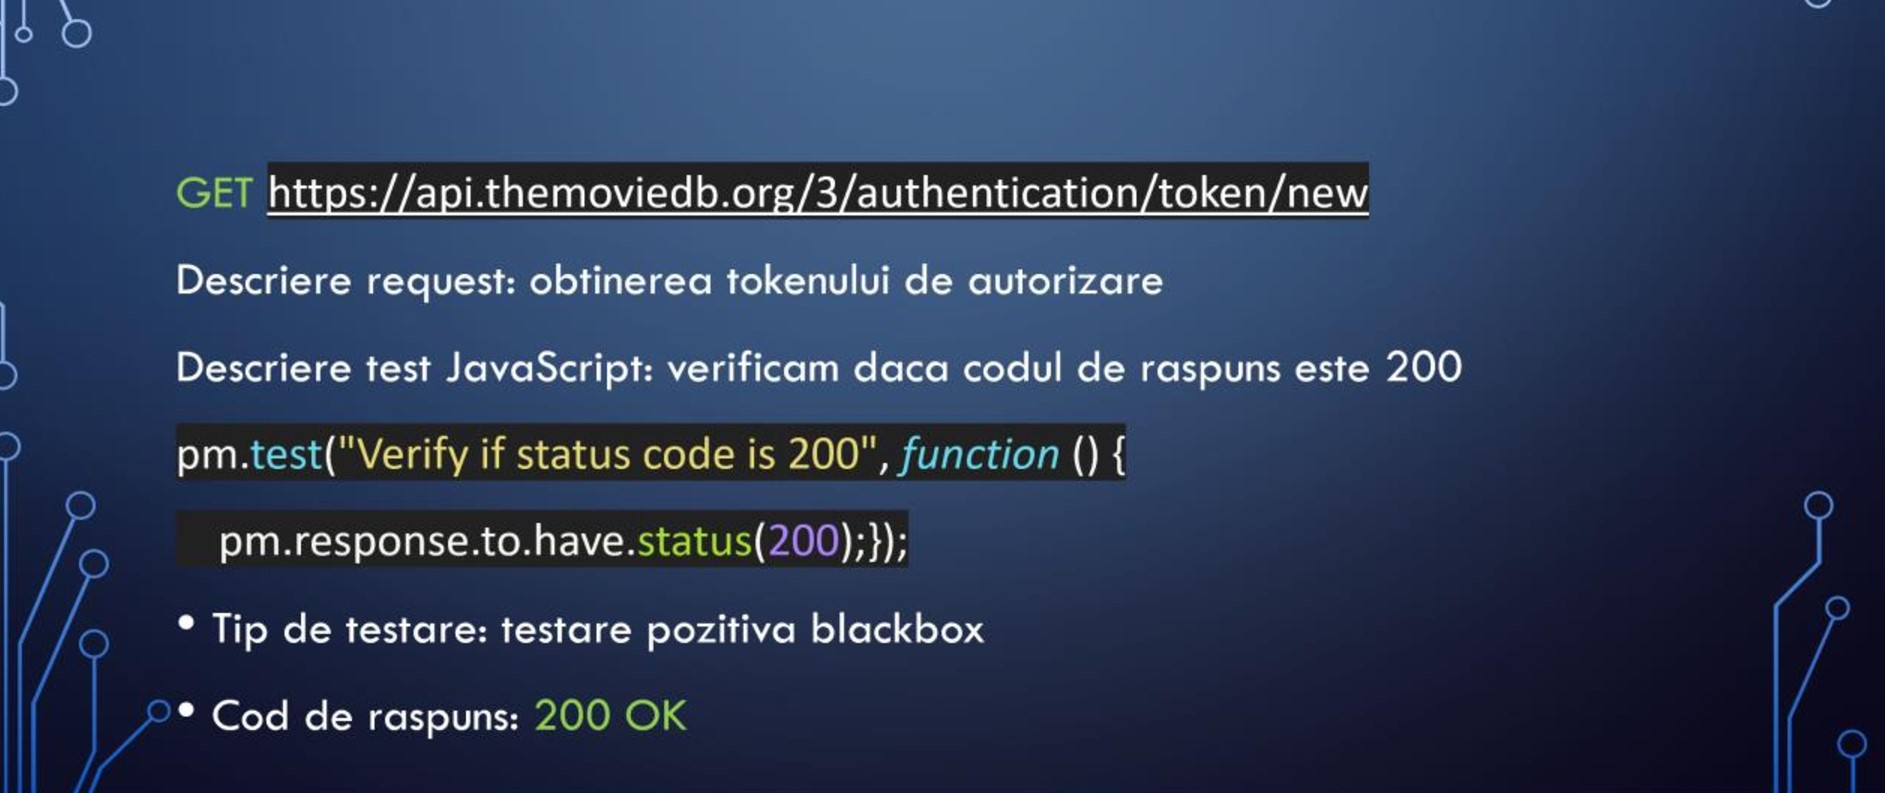 GET https://api.themoviedb.org/3/authentication/token/new
Descriere request: obtinerea tokenului de autorizare
Descriere test JavaScript: verificam daca codul de raspuns este 200
pm.test("Verify if status code is 200", function () {
    pm.response.to.have.status(200);});
• Tip de testare: testare pozitiva blackbox
• Cod de raspuns: 200 OK